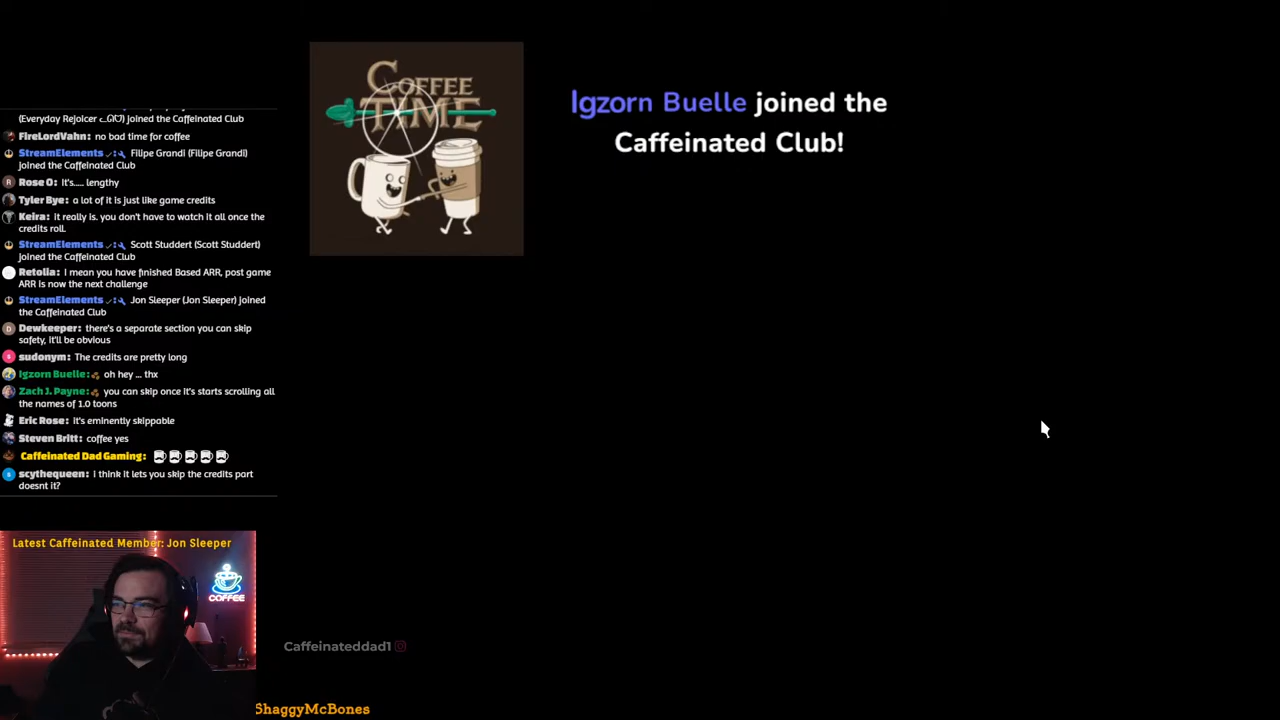 COFFEE
TIME
Igzorn Buelle joined the
Caffeinated Club!
joined the Caffeinated Club
FireLordVahn: no bad time for coffee
StreamElements : Filipe Grandi (Filipe Grandi)
joined the Caffeinated Club
R Rose O: It's..... lengthy
Tyler Bye: a lot of it is just like game credits
Keira: it really is. you don't have to watch it all once the
credits roll.
StreamElements : Scott Studdert (Scott Studdert)
joined the Caffeinated Club
Retolia: I mean you have finished Based ARR, post game
ARR is now the next challenge
StreamElements : Jon Sleeper (Jon Sleeper) joined
the Caffeinated Club
D Dewkeeper: there's a separate section you can skip
safety, it'll be obvious
s sudonym: The credits are pretty long
Igzorn Buelle: oh hey ... thx
Zach J. Payne: you can skip once it's starts scrolling all
the names of 1.0 toons
Eric Rose: it's eminently skippable
Steven Britt: coffee yes
Caffeinated Dad Gaming:
s scythequeen: i think it lets you skip the credits part
doesnt it?
Latest Caffeinated Member: Jon Sleeper
COFFEE
Caffeinateddad1
ShaggyMcBones